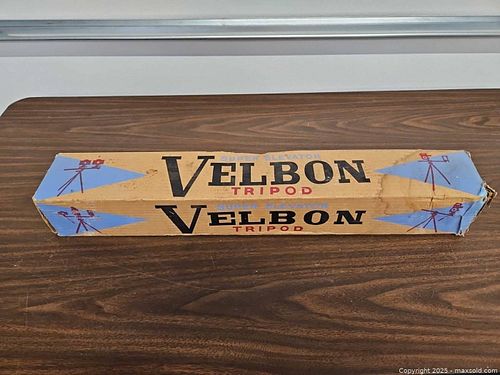 SUPER ELEVATOR
VELBON
TRIPOD
SUPER ELEVATOR
VELBON
TRIPOD
Copyright 2025 - maxsold.com